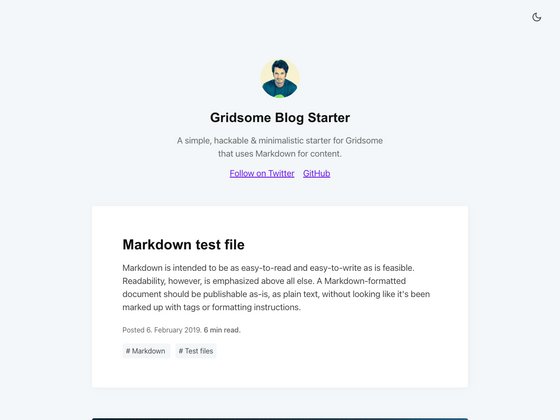 Gridsome Blog Starter
A simple, hackable & minimalistic starter for Gridsome
that uses Markdown for content.
Follow on Twitter GitHub
Markdown test file
Markdown is intended to be as easy-to-read and easy-to-write as is feasible.
Readability, however, is emphasized above all else. A Markdown-formatted
document should be publishable as-is, as plain text, without looking like it's been
marked up with tags or formatting instructions.
Posted 6. February 2019. 6 min read.
# Markdown # Test files